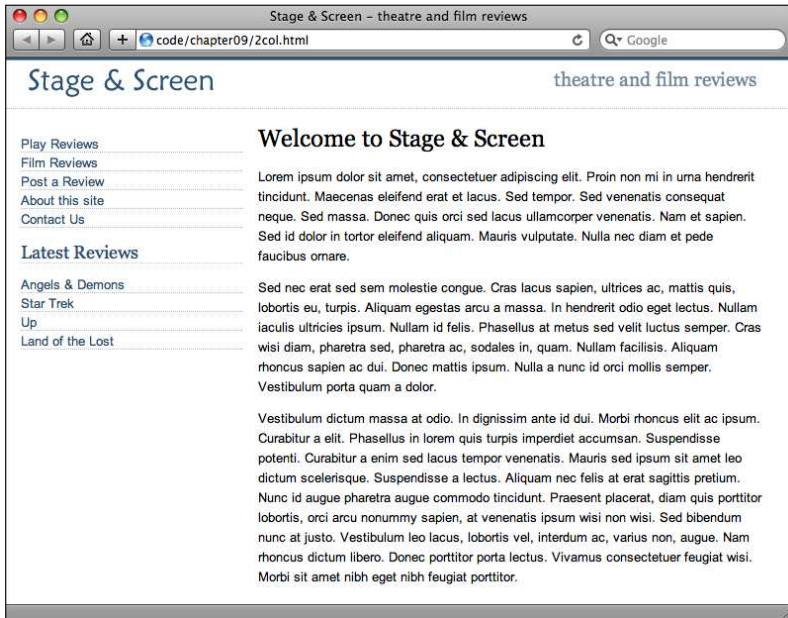 Stage & Screen – theatre and film reviews
code/chapter09/2col.html
Google
Stage & Screen
theatre and film reviews
Play Reviews
Film Reviews
Post a Review
About this site
Contact Us
Latest Reviews
Angels & Demons
Star Trek
Up
Land of the Lost
Welcome to Stage & Screen
Lorem ipsum dolor sit amet, consectetuer adipiscing elit. Proin non mi in urna hendrerit
tincidunt. Maecenas eleifend erat et lacus. Sed tempor. Sed venenatis consequat
neque. Sed massa. Donec quis orci sed lacus ullamcorper venenatis. Nam et sapien.
Sed id dolor in tortor eleifend aliquam. Mauris vulputate. Nulla nec diam et pede
faucibus ornare.
Sed nec erat sed sem molestie congue. Cras lacus sapien, ultrices ac, mattis quis,
lobortis eu, turpis. Aliquam egestas arcu a massa. In hendrerit odio eget lectus. Nullam
iaculis ultricies ipsum. Nullam id felis. Phasellus at metus sed velit luctus semper. Cras
wisi diam, pharetra sed, pharetra ac, sodales in, quam. Nullam facilisis. Aliquam
rhoncus sapien ac dui. Donec mattis ipsum. Nulla a nunc id orci mollis semper.
Vestibulum porta quam a dolor.
Vestibulum dictum massa at odio. In dignissim ante id dui. Morbi rhoncus elit ac ipsum.
Curabitur a elit. Phasellus in lorem quis turpis imperdiet accumsan. Suspendisse
potenti. Curabitur a enim sed lacus tempor venenatis. Mauris sed ipsum sit amet leo
dictum scelerisque. Suspendisse a lectus. Aliquam nec felis at erat sagittis pretium.
Nunc id augue pharetra augue commodo tincidunt. Praesent placerat, diam quis porttitor
lobortis, orci arcu nonummy sapien, at venenatis ipsum wisi non wisi. Sed bibendum
nunc at justo. Vestibulum leo lacus, lobortis vel, interdum ac, varius non, augue. Nam
rhoncus dictum libero. Donec porttitor porta lectus. Vivamus consectetuer feugiat wisi.
Morbi sit amet nibh eget nibh feugiat porttitor.